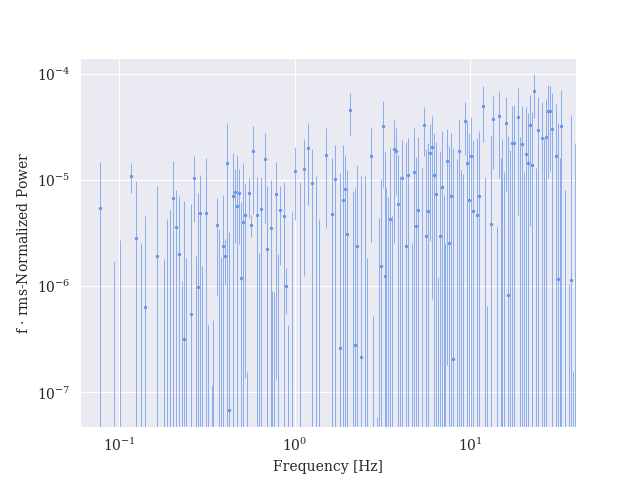 10⁻⁴
10⁻⁵
10⁻⁶
10⁻⁷
f · rms-Normalized Power
10⁻¹ 10⁰ 10¹
Frequency [Hz]